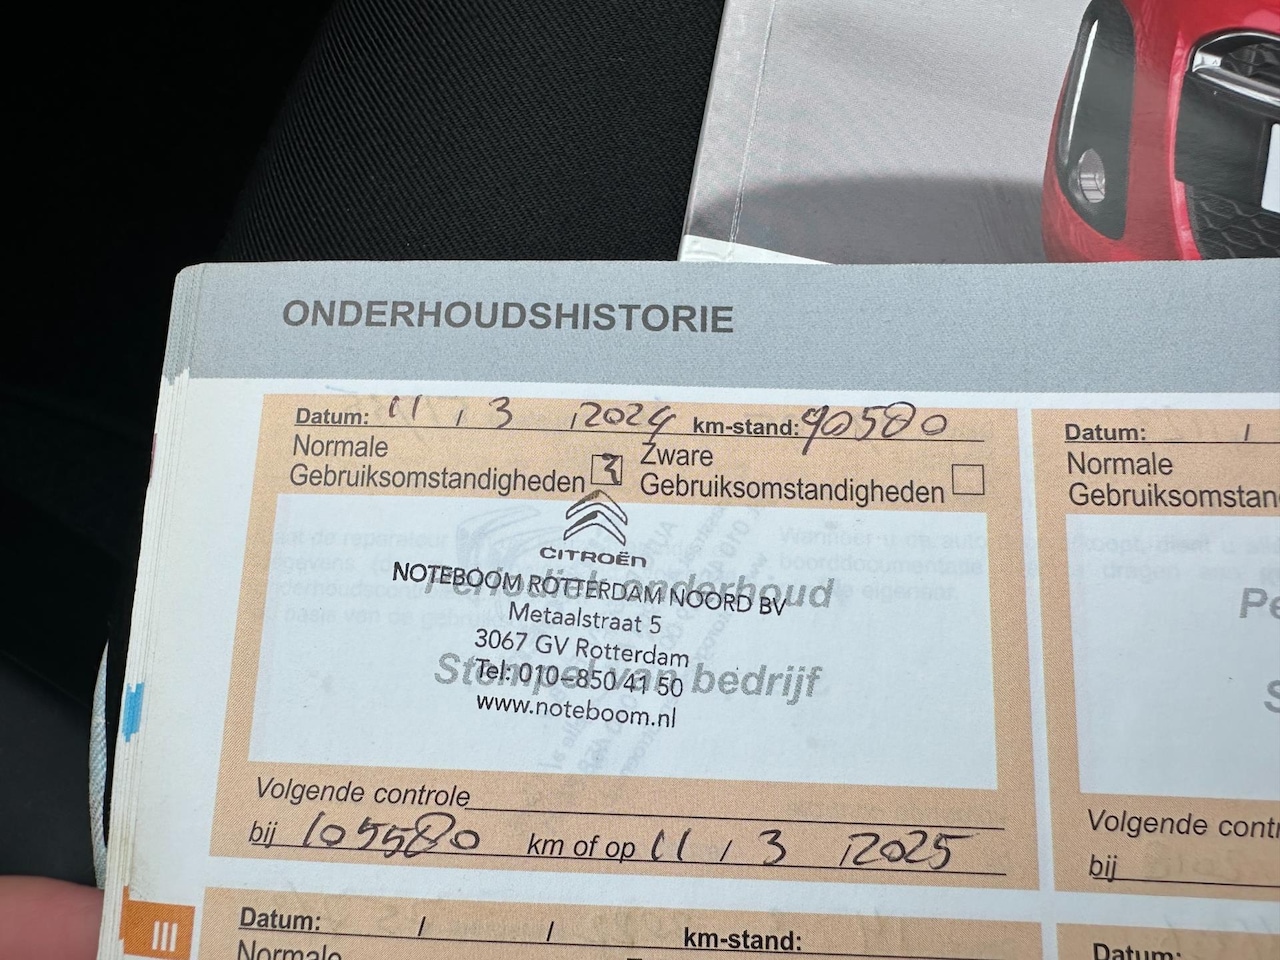 ONDERHOUDSHISTORIE
Datum: 11 / 3 / 2024 km-stand: 90580
Normale
Gebruiksomstandigheden
Zware
Gebruiksomstandigheden
CITROËN
NOTEBOOM ROTTERDAM NOORD BV
Periodiek onderhoud
Metaalstraat 5
3067 GV Rotterdam
Stempel van bedrijf
Tel: 010-850 41 50
www.noteboom.nl
Volgende controle
bij 105580 km of op 11 / 3 / 2025
Datum: / / km-stand:
Normale
Datum: /
Normale
Gebruiksomstan
Pe
S
Volgende contr
bij
Datum:
III